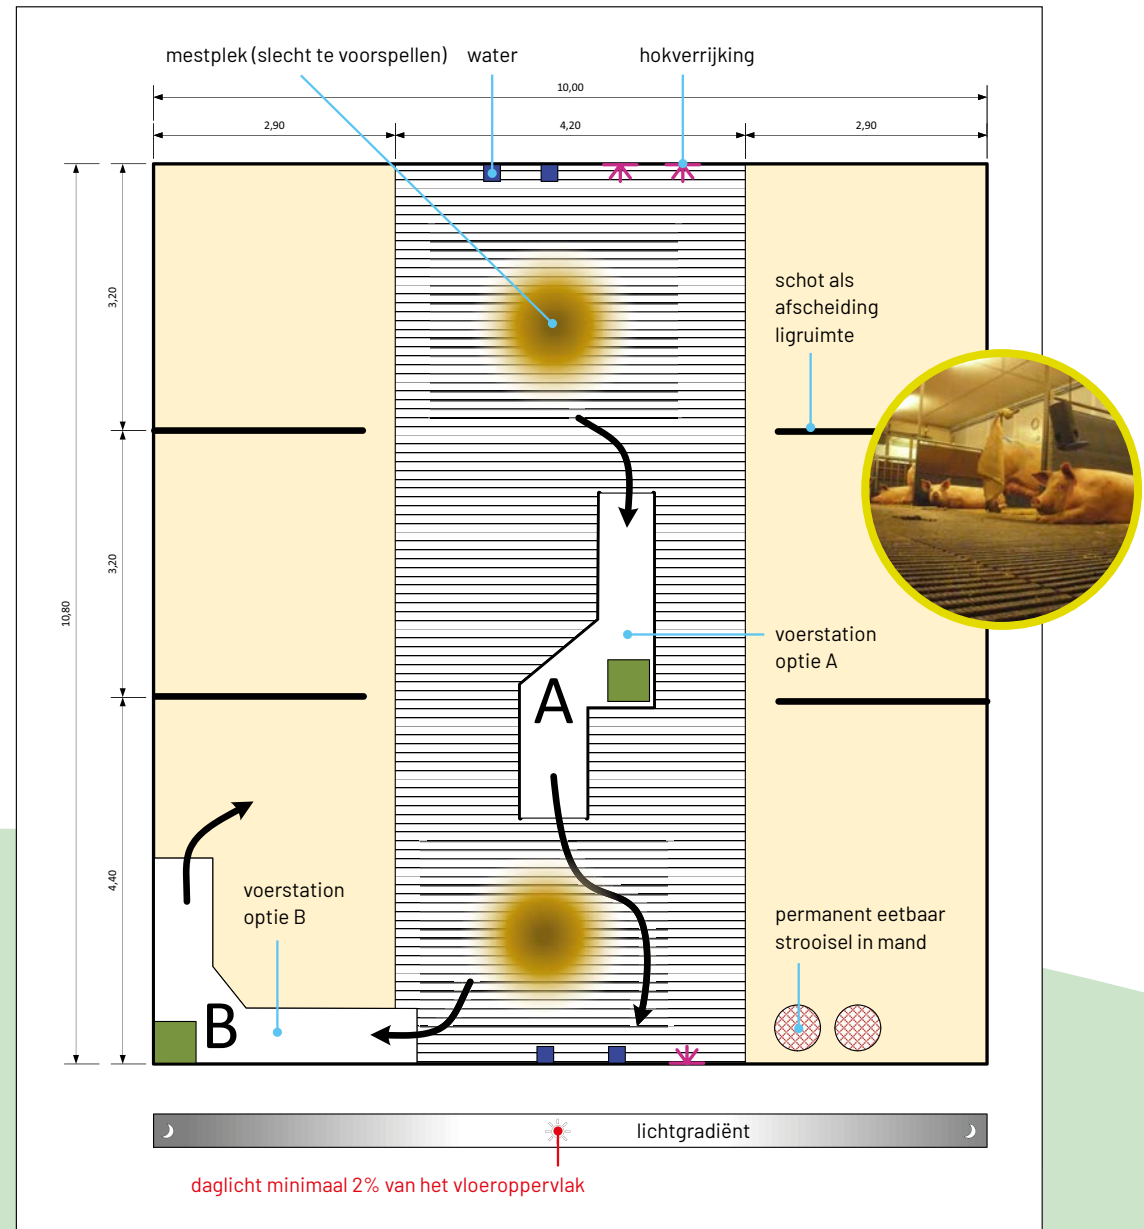 mestplek (slecht te voorspellen)
water
hokverrijking
10,00
2,90
4,20
2,90
3,20
schot als
afscheiding
ligruimte
3,20
10,80
voerstation
optie A
A
4,40
voerstation
optie B
permanent eetbaar
strooisel in mand
B
lichtgradiënt
daglicht minimaal 2% van het vloeroppervlak